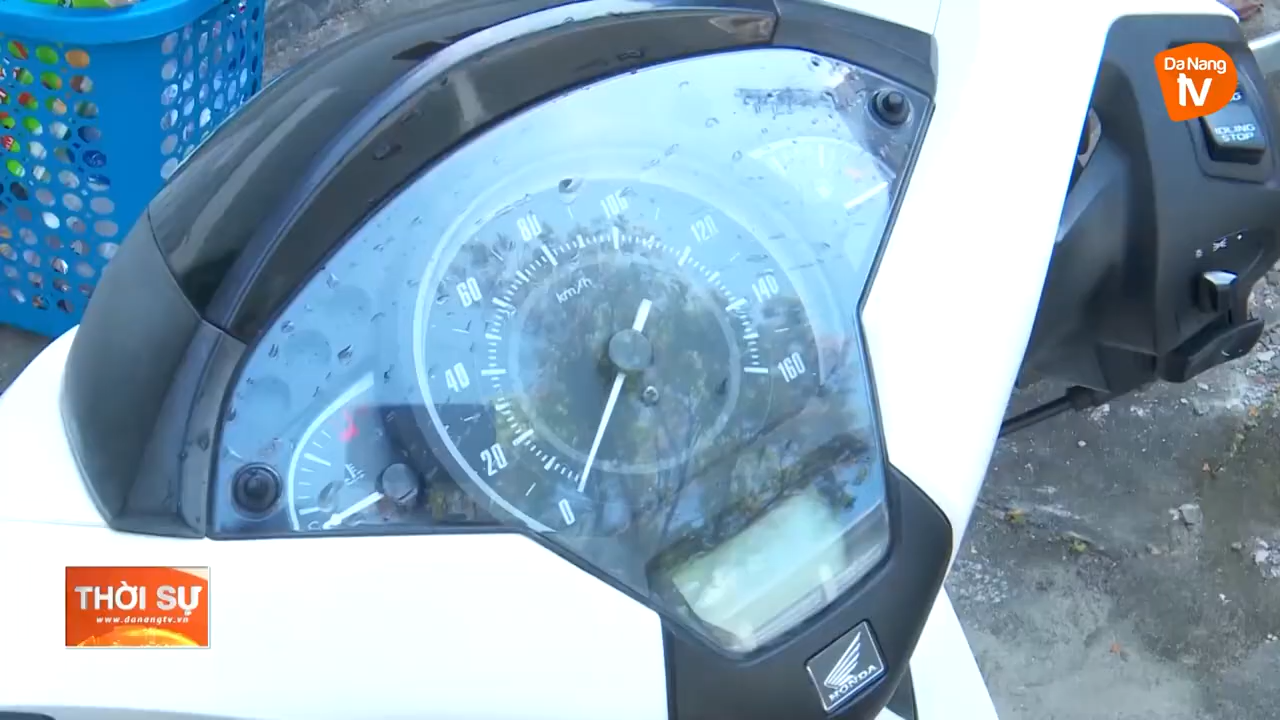 Da Nang
tv
IDLING
STOP
100
80
120
60
km/h
140
40
160
20
0
THỜI SỰ
www.danangtv.vn
HONDA